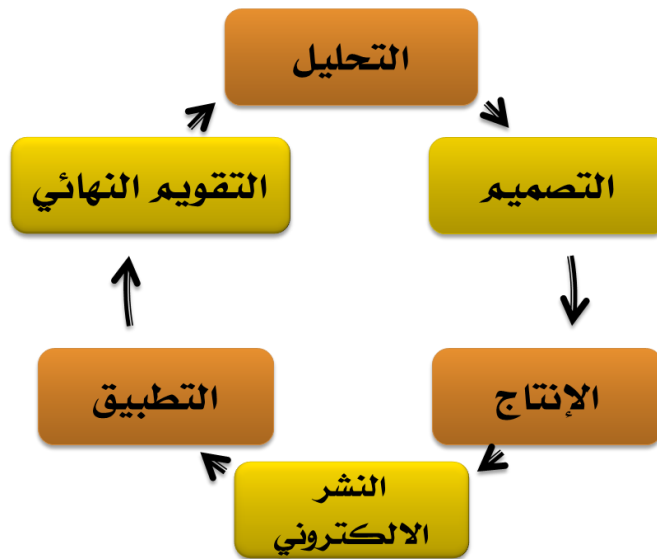 التحليل
التصميم
الإنتاج
النشر
الالكتروني
التطبيق
التقويم النهائي